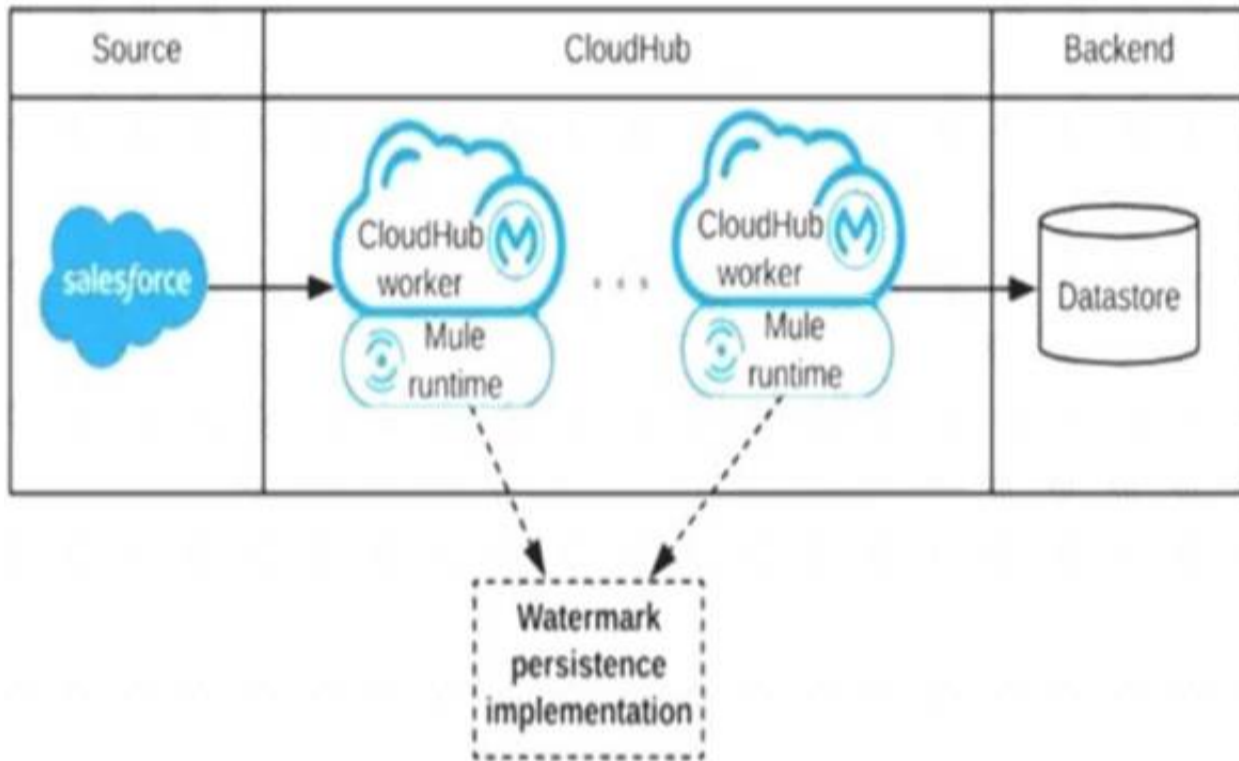 Source
CloudHub
Backend
salesforce
CloudHub
worker
Mule
runtime
CloudHub
worker
Mule
runtime
Datastore
Watermark
persistence
implementation